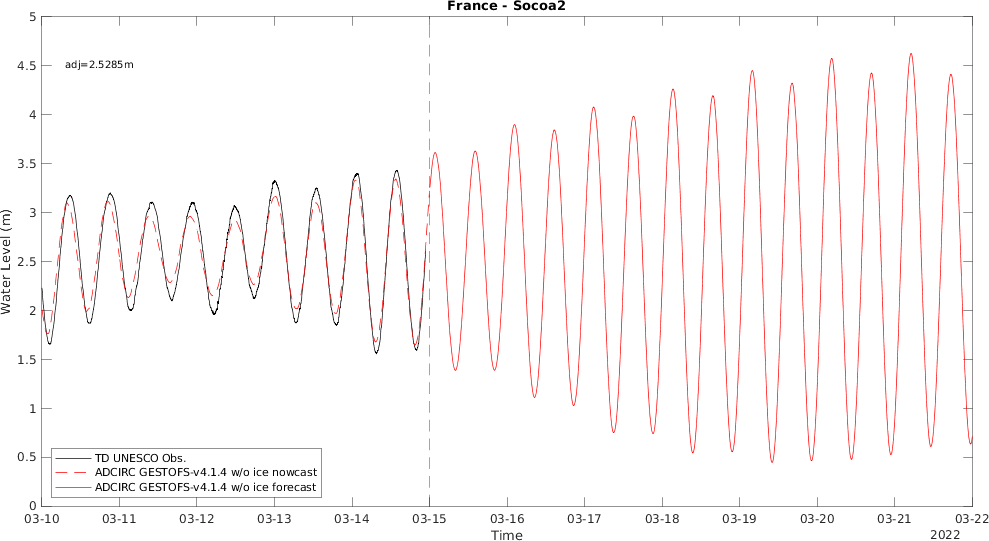 France - Socoa2
adj=2.5285m
Water Level (m)
5
4.5
4
3.5
3
2.5
2
1.5
1
0.5
0
TD UNESCO Obs.
ADCIRC GESTOFS-v4.1.4 w/o ice nowcast
ADCIRC GESTOFS-v4.1.4 w/o ice forecast
03-10 03-11 03-12 03-13 03-14 03-15 03-16 03-17 03-18 03-19 03-20 03-21 03-22
Time
2022